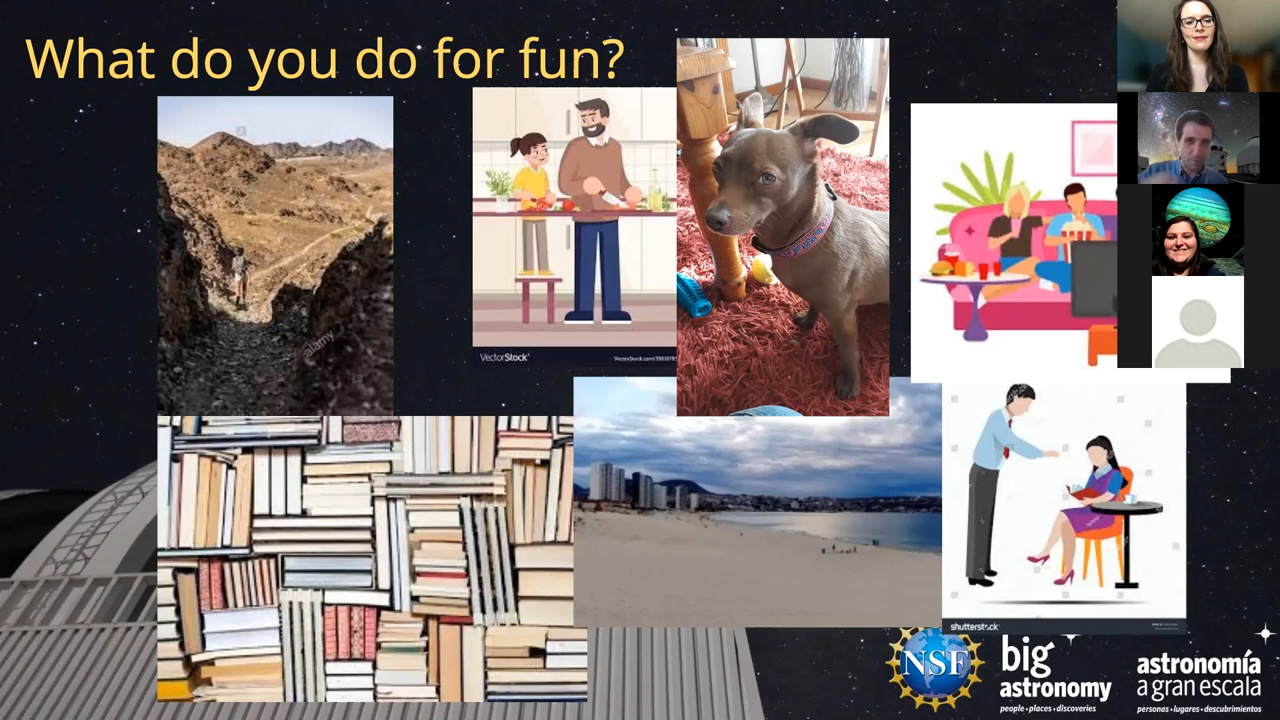 What do you do for fun?
alamy
VectorStock®
shutterstock
NSF
big
astronomy
people • places • discoveries
astronomía
a gran escala
personas • lugares • descubrimientos